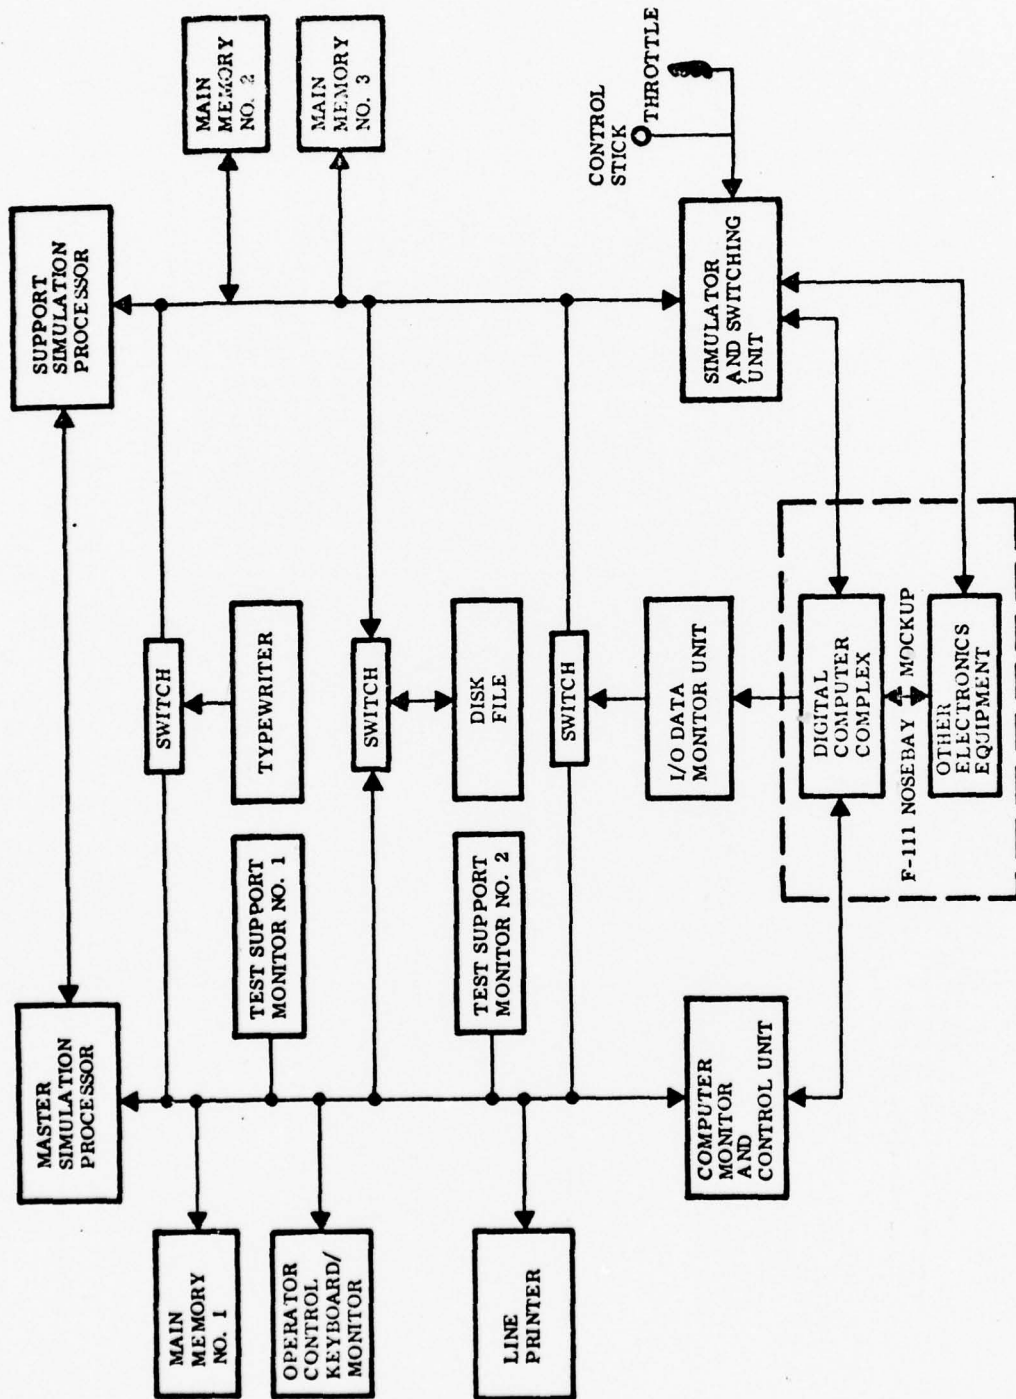 MASTER
SIMULATION
PROCESSOR
SUPPORT
SIMULATION
PROCESSOR
MAIN
MEMORY
NO. 1
OPERATOR
CONTROL
KEYBOARD/
MONITOR
LINE
PRINTER
SWITCH
TYPEWRITER
TEST SUPPORT
MONITOR NO. 1
SWITCH
DISK
FILE
TEST SUPPORT
MONITOR NO. 2
SWITCH
I/O DATA
MONITOR UNIT
MAIN
MEMORY
NO. 2
MAIN
MEMORY
NO. 3
COMPUTER
MONITOR
AND
CONTROL UNIT
DIGITAL
COMPUTER
COMPLEX
F-111 NOSEBAY MOCKUP
OTHER
ELECTRONICS
EQUIPMENT
SIMULATOR
AND SWITCHING
UNIT
CONTROL
STICK
THROTTLE